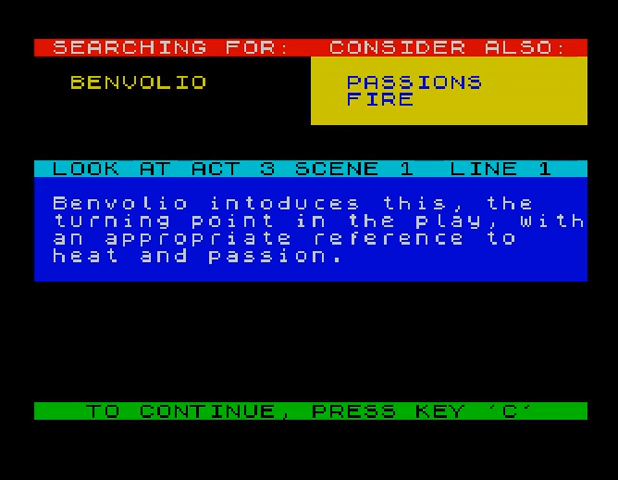 SEARCHING FOR: CONSIDER ALSO:
BENVOLIO PASSIONS
FIRE
LOOK AT ACT 3 SCENE 1 LINE 1
Benvolio intoduces this, the
turning point in the play, with
an appropriate reference to
heat and passion.
TO CONTINUE, PRESS KEY 'C'